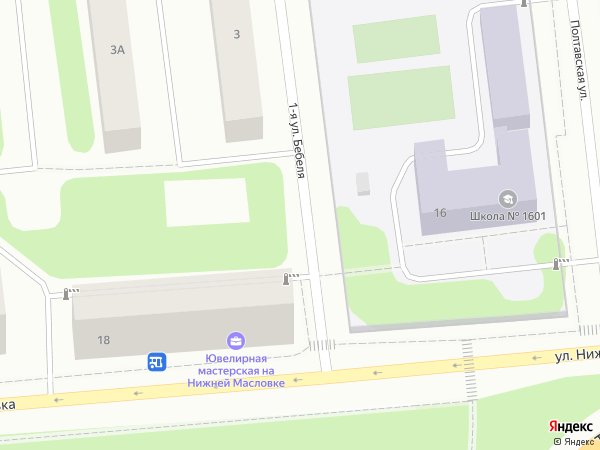 3
3А
Полтавская ул.
1-я ул. Бебеля
16
Школа № 1601
18
Ювелирная
мастерская на
Нижней Масловке
ул. Ниж
вка
Яндекс
© Яндекс